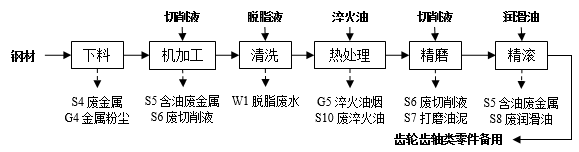 切削液 脱脂液 淬火油 切削液 润滑油
钢材 下料 机加工 清洗 热处理 精磨 精滚
S4 废金属 S5 含油废金属 W1 脱脂废水 G5 淬火油烟 S6 废切削液 S5 含油废金属
G4 金属粉尘 S6 废切削液 S10 废淬火油 S7 打磨油泥 S8 废润滑油
齿轮齿轴类零件备用